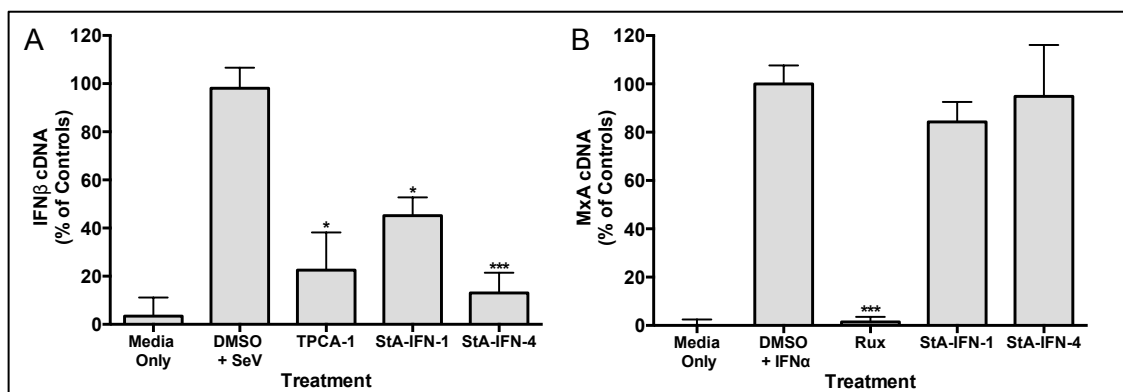 A
IFNβ cDNA
(% of Controls)
120
100
80
60
40
20
0
*
*
***
Media
Only
DMSO
+ SeV
TPCA-1
StA-IFN-1
StA-IFN-4
Treatment
B
MxA cDNA
(% of Controls)
120
100
80
60
40
20
0
***
Media
Only
DMSO
+ IFNα
Rux
StA-IFN-1
StA-IFN-4
Treatment